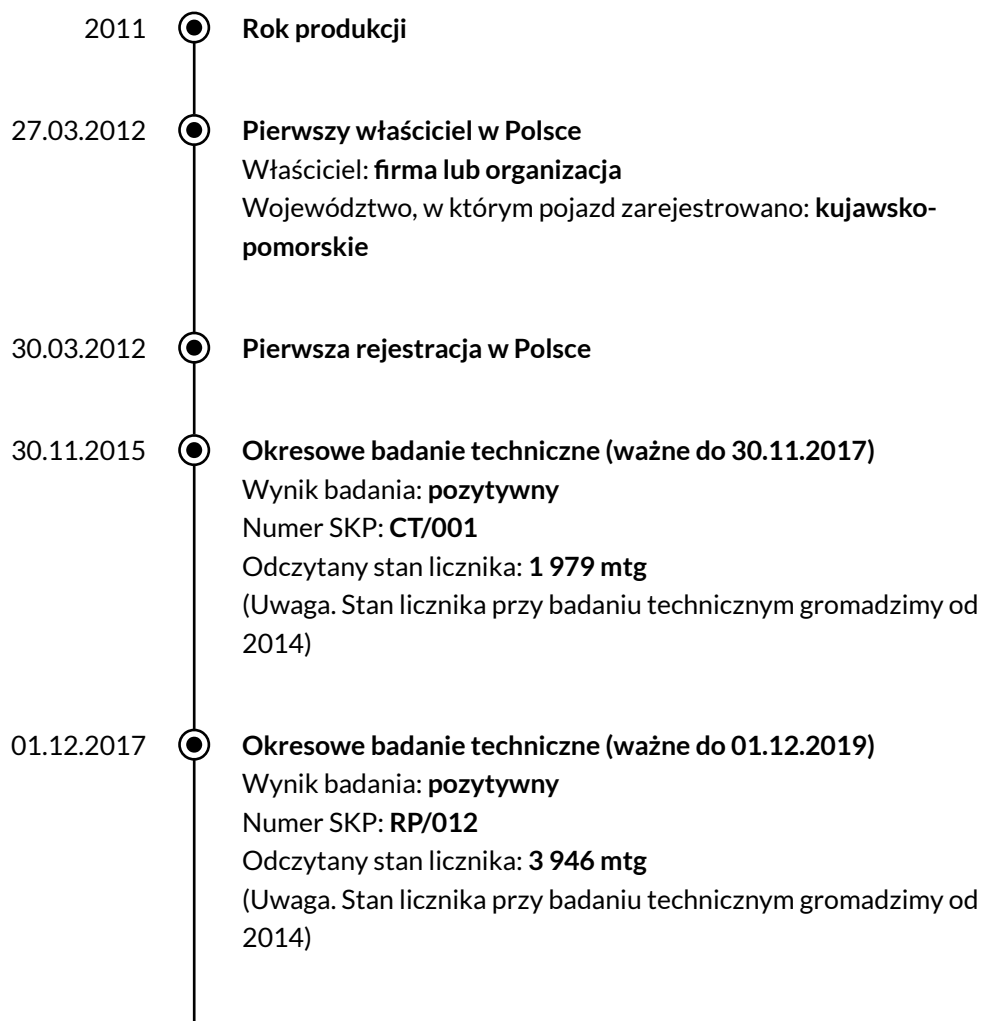 2011 Rok produkcji
27.03.2012 Pierwszy właściciel w Polsce
Właściciel: firma lub organizacja
Województwo, w którym pojazd zarejestrowano: kujawsko-
pomorskie
30.03.2012 Pierwsza rejestracja w Polsce
30.11.2015 Okresowe badanie techniczne (ważne do 30.11.2017)
Wynik badania: pozytywny
Numer SKP: CT/001
Odczytany stan licznika: 1 979 mtg
(Uwaga. Stan licznika przy badaniu technicznym gromadzimy od
2014)
01.12.2017 Okresowe badanie techniczne (ważne do 01.12.2019)
Wynik badania: pozytywny
Numer SKP: RP/012
Odczytany stan licznika: 3 946 mtg
(Uwaga. Stan licznika przy badaniu technicznym gromadzimy od
2014)